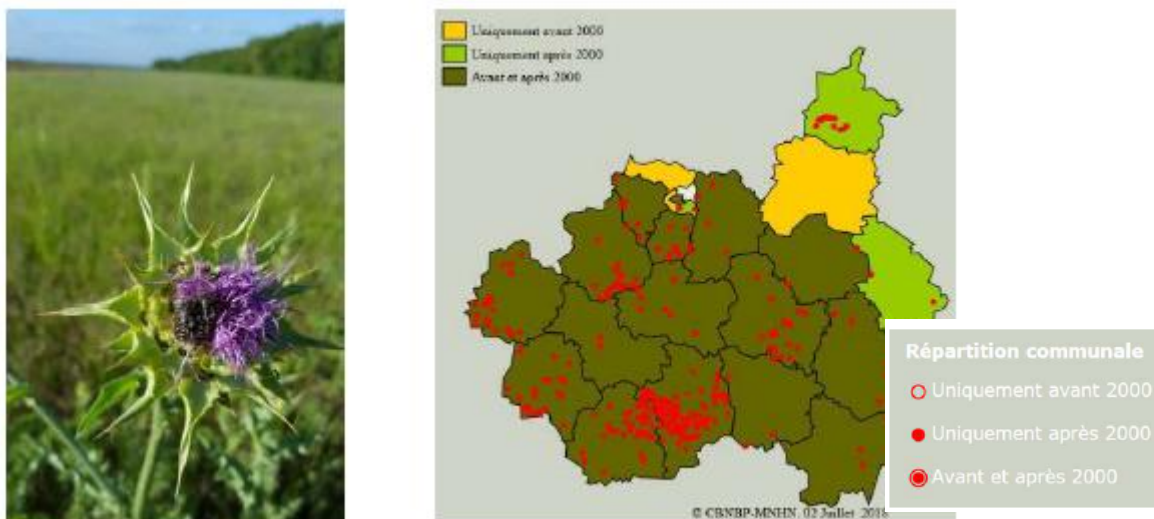 Uniquement avant 2000
Uniquement après 2000
Avant et après 2000
© CBNBP-MNHN, 02 Juillet 2018
Répartition communale
Uniquement avant 2000
Uniquement après 2000
Avant et après 2000